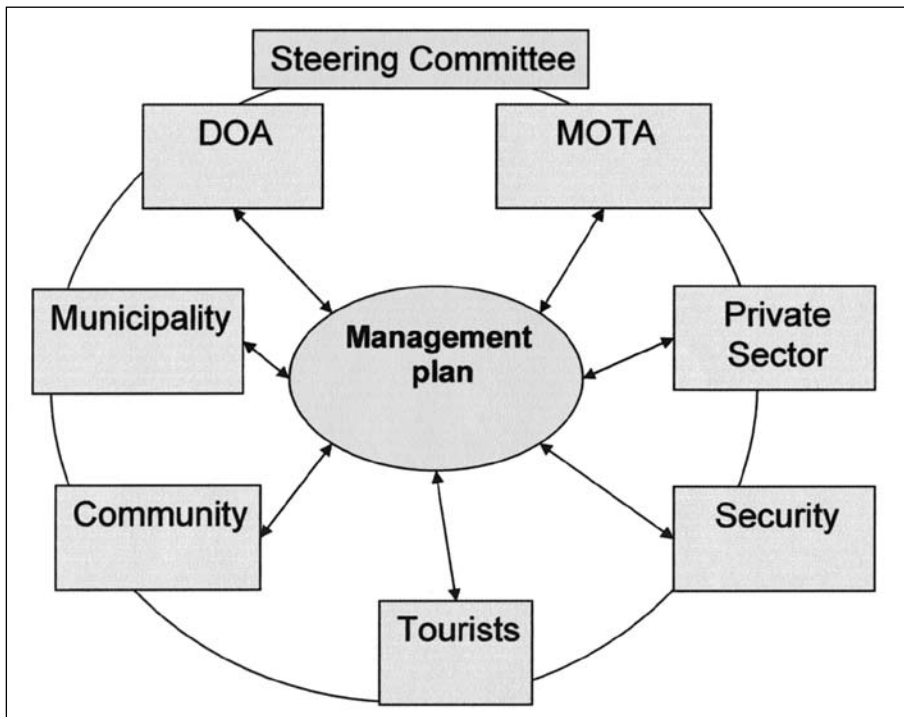 Steering Committee
DOA
MOTA
Municipality
Management
plan
Private
Sector
Community
Security
Tourists